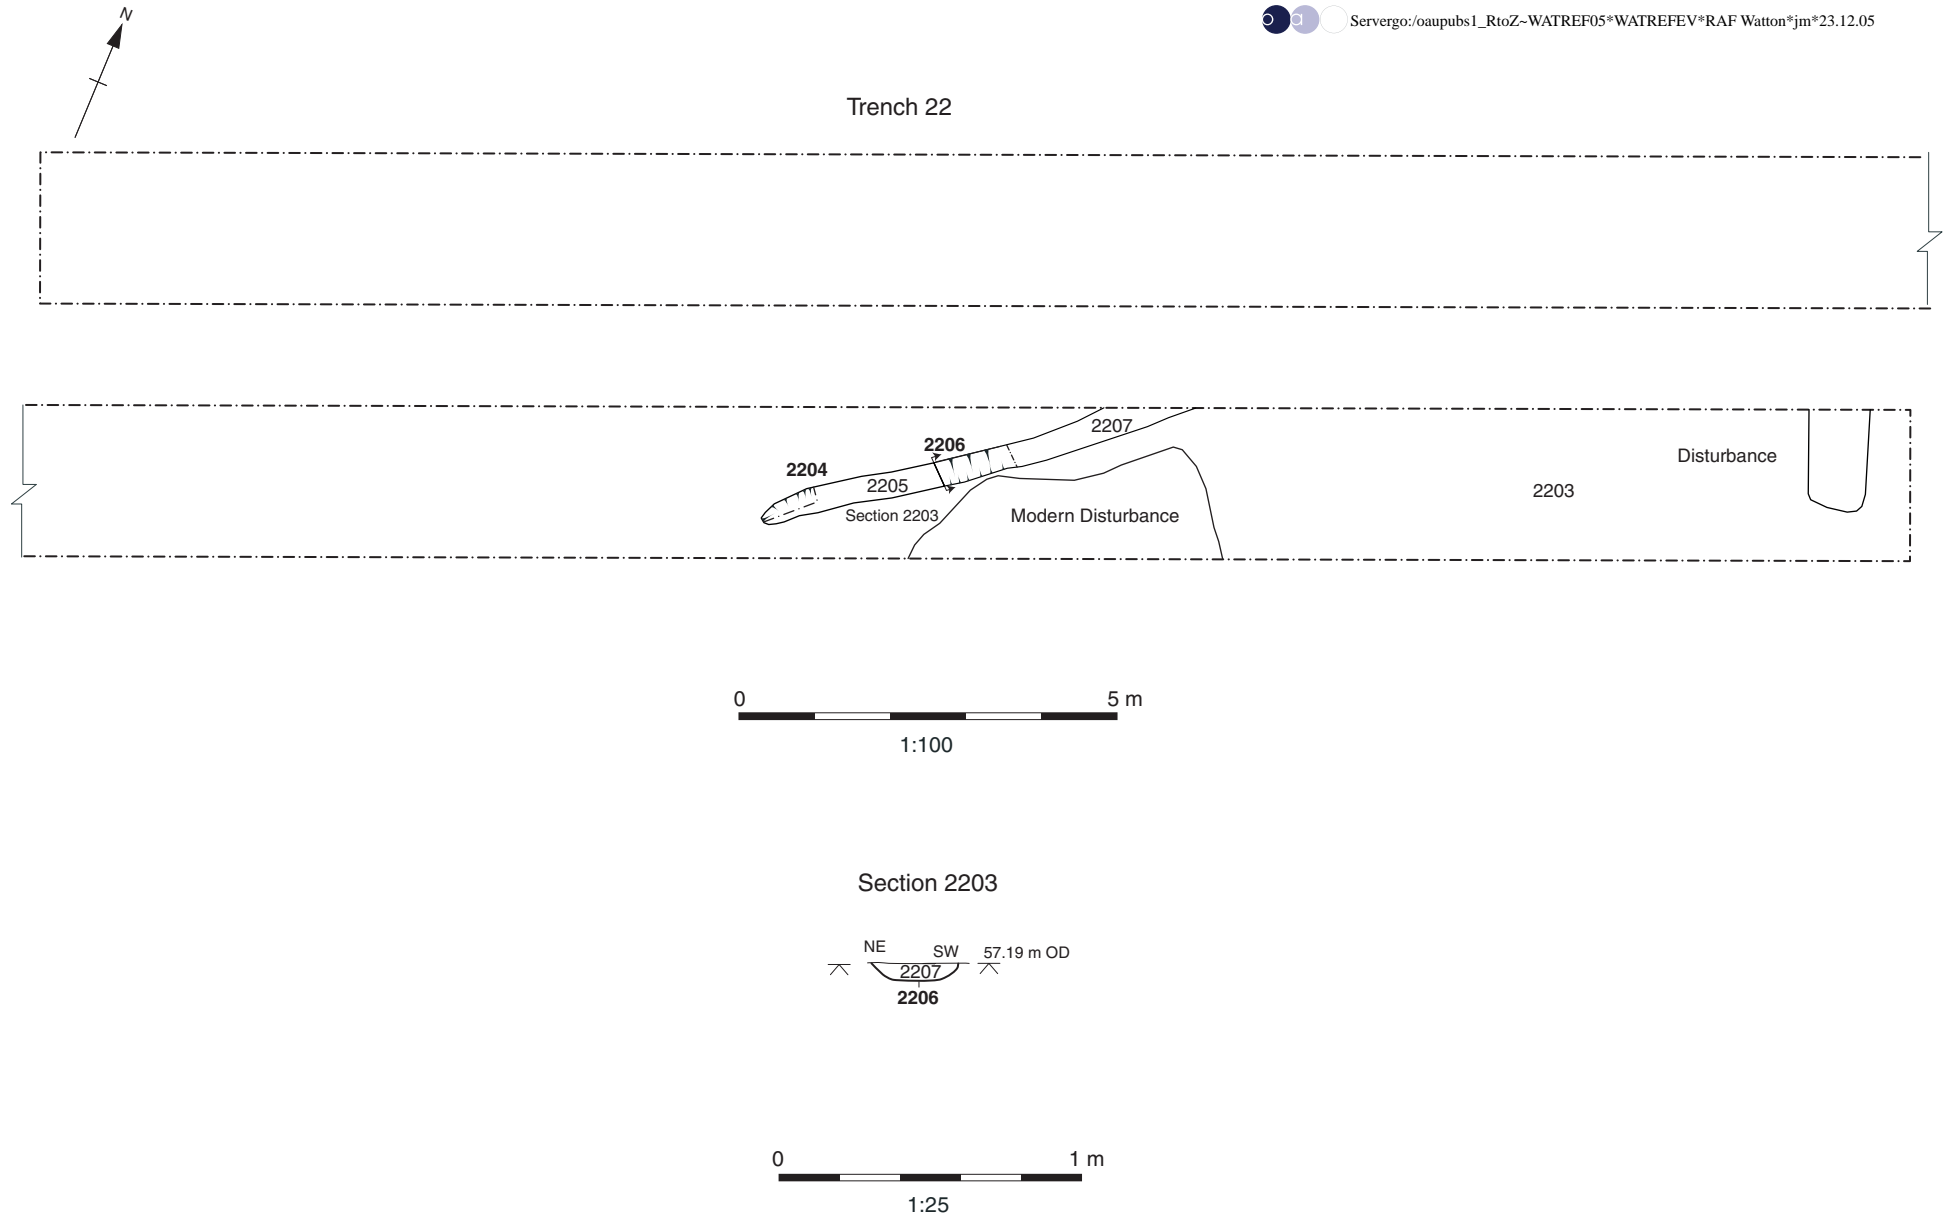 N
oa Servergo:/oaupubs1_RtoZ~WATREF05*WATREFEV*RAF Watton*jm*23.12.05
Trench 22
2207
2206
2204
2205
Section 2203
Modern Disturbance
2203
Disturbance
0 5 m
1:100
Section 2203
NE SW 57.19 m OD
2207
2206
0 1 m
1:25